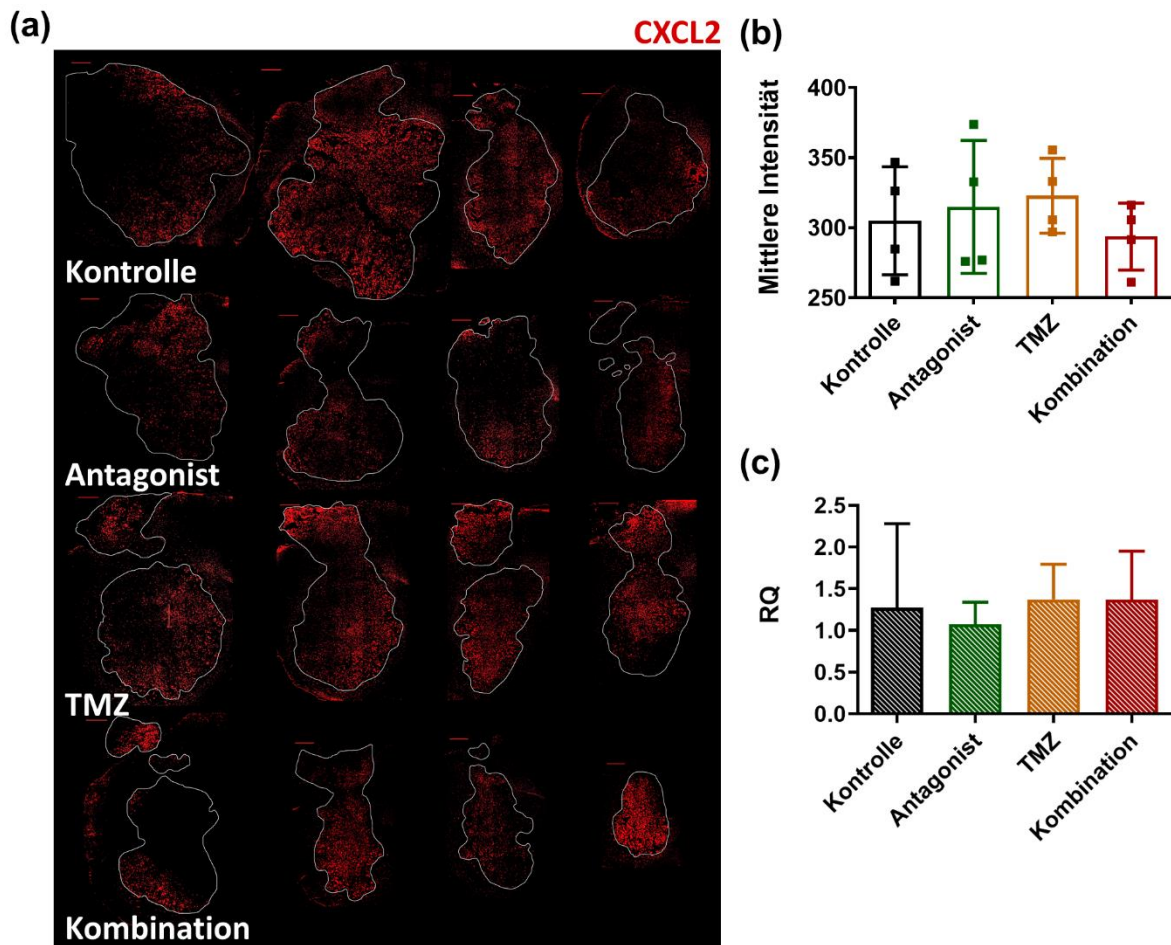 (a)
CXCL2
Kontrolle
Antagonist
TMZ
Kombination
(b)
Mittlere Intensität
400
350
300
250
Kontrolle
Antagonist
TMZ
Kombination
(c)
RQ
2.5
2.0
1.5
1.0
0.5
0.0
Kontrolle
Antagonist
TMZ
Kombination